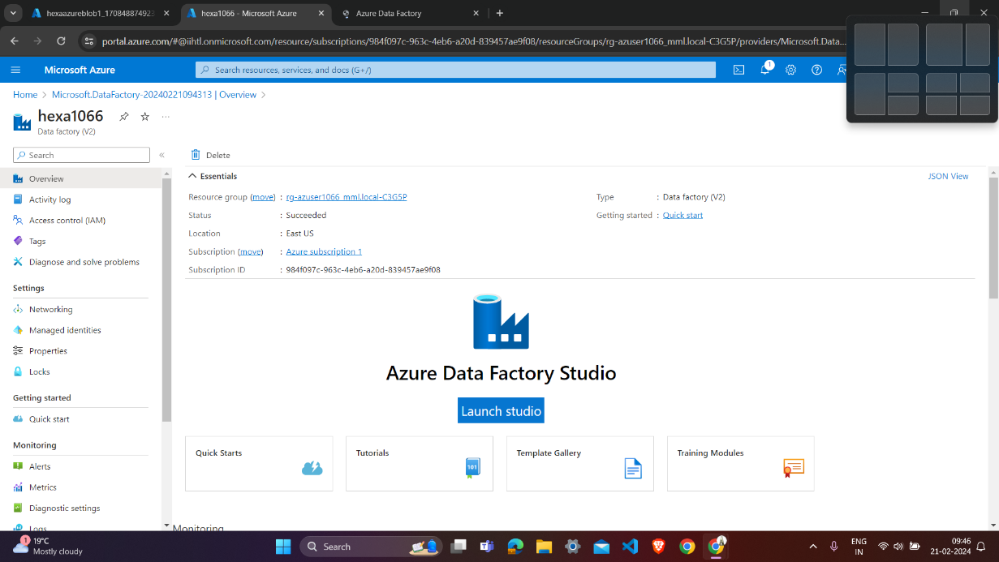 hexaazureblob1_170848874923
hexa1066 - Microsoft Azure
Azure Data Factory
portal.azure.com/#@iihtl.onmicrosoft.com/resource/subscriptions/984f097c-963c-4eb6-a20d-839457ae9f08/resourceGroups/rg-azuser1066_mml.local-C3G5P/providers/Microsoft.Data...
Microsoft Azure
Search resources, services, and docs (G+/)
1
Home > Microsoft.DataFactory-20240221094313 | Overview >
hexa1066
Data factory (V2)
Search
«
Delete
Overview
Activity log
Access control (IAM)
Tags
Diagnose and solve problems
Settings
Networking
Managed identities
Properties
Locks
Getting started
Quick start
Monitoring
Alerts
Metrics
Diagnostic settings
Logs
Essentials
JSON View
Resource group (move) : rg-azuser1066_mml.local-C3G5P
Status : Succeeded
Location : East US
Subscription (move) : Azure subscription 1
Subscription ID : 984f097c-963c-4eb6-a20d-839457ae9f08
Type : Data factory (V2)
Getting started : Quick start
Azure Data Factory Studio
Launch studio
Quick Starts
Tutorials
101
Template Gallery
Training Modules
Monitoring
1
19°C
Mostly cloudy
Search
ENG
IN
09:46
21-02-2024